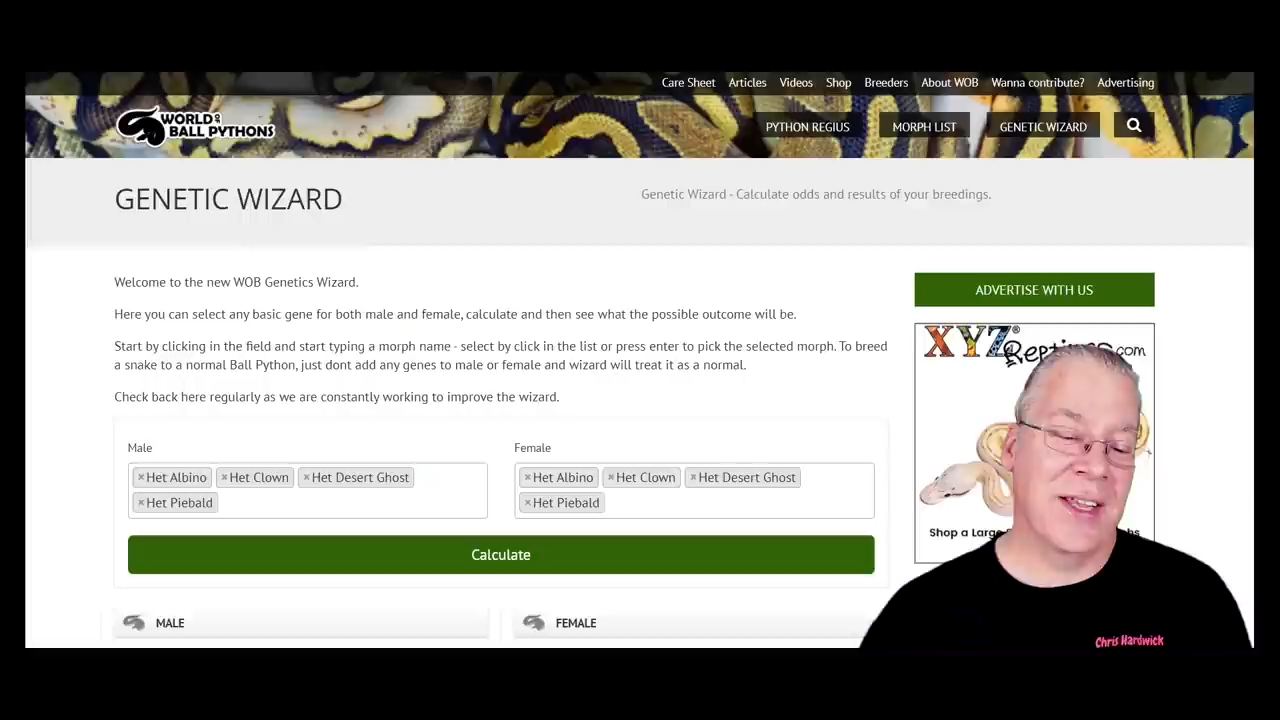 Care Sheet Articles Videos Shop Breeders About WOB Wanna contribute? Advertising
WORLD OF
BALL PYTHONS
PYTHON REGIUS MORPH LIST GENETIC WIZARD
GENETIC WIZARD
Genetic Wizard - Calculate odds and results of your breedings.
Welcome to the new WOB Genetics Wizard.
Here you can select any basic gene for both male and female, calculate and then see what the possible outcome will be.
Start by clicking in the field and start typing a morph name - select by click in the list or press enter to pick the selected morph. To breed
a snake to a normal Ball Python, just dont add any genes to male or female and wizard will treat it as a normal.
Check back here regularly as we are constantly working to improve the wizard.
ADVERTISE WITH US
XYZ®
.com
Shop a
Male
×Het Albino ×Het Clown ×Het Desert Ghost
×Het Piebald
Female
×Het Albino ×Het Clown ×Het Desert Ghost
×Het Piebald
Calculate
MALE
FEMALE
Chris Hardwick